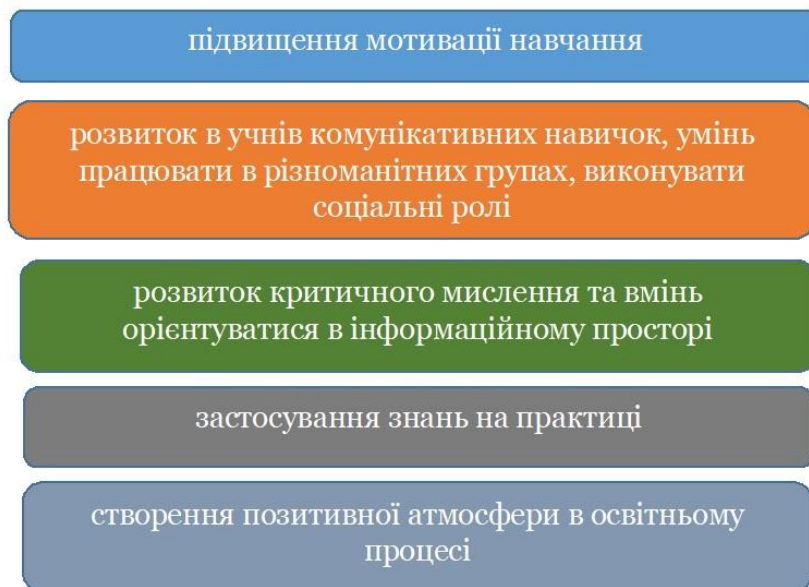 підвищення мотивації навчання
розвиток в учнів комунікативних навичок, умінь
працювати в різноманітних групах, виконувати
соціальні ролі
розвиток критичного мислення та вмінь
орієнтуватися в інформаційному просторі
застосування знань на практиці
створення позитивної атмосфери в освітньому
процесі